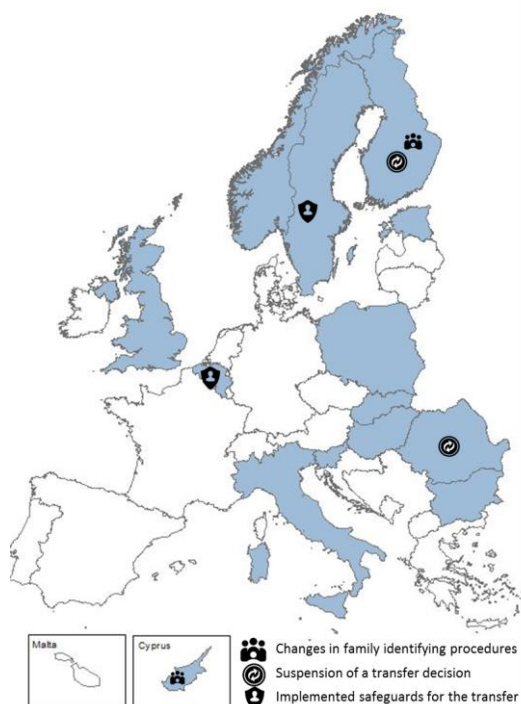 Malta
Cyprus
Changes in family identifying procedures
Suspension of a transfer decision
Implemented safeguards for the transfer